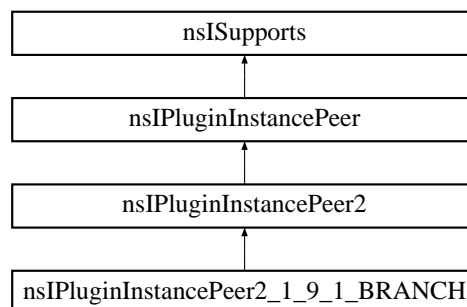 nsISupports
nsIPluginInstancePeer
nsIPluginInstancePeer2
nsIPluginInstancePeer2_1_9_1_BRANCH